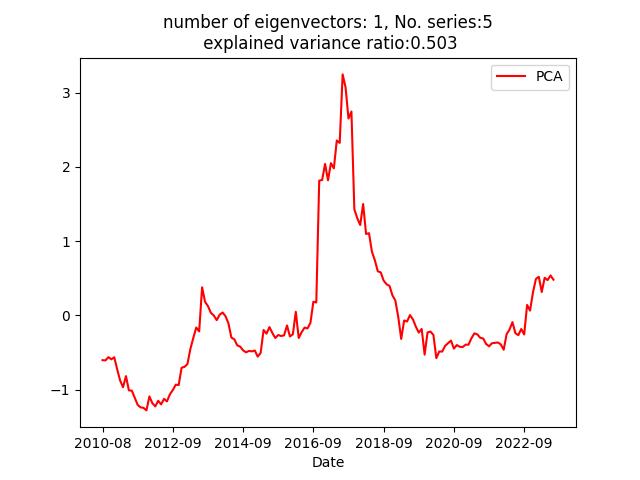 number of eigenvectors: 1, No. series:5
explained variance ratio:0.503
PCA
3
2
1
0
−1
2010-08 2012-09 2014-09 2016-09 2018-09 2020-09 2022-09
Date